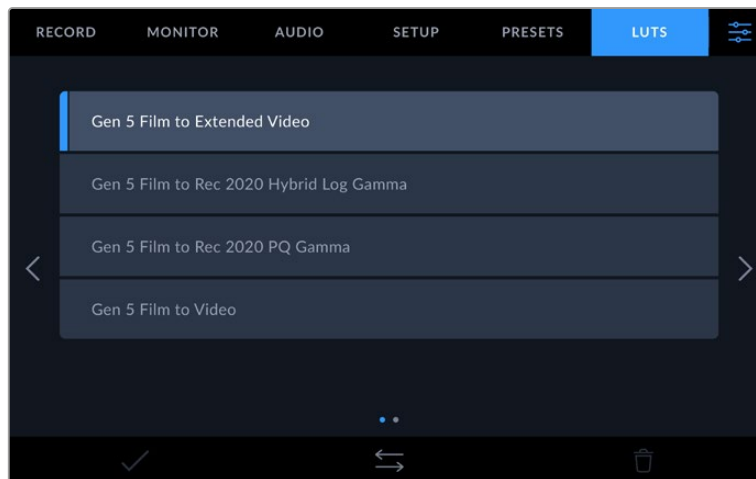 RECORD MONITOR AUDIO SETUP PRESETS LUTS
Gen 5 Film to Extended Video
Gen 5 Film to Rec 2020 Hybrid Log Gamma
Gen 5 Film to Rec 2020 PQ Gamma
Gen 5 Film to Video